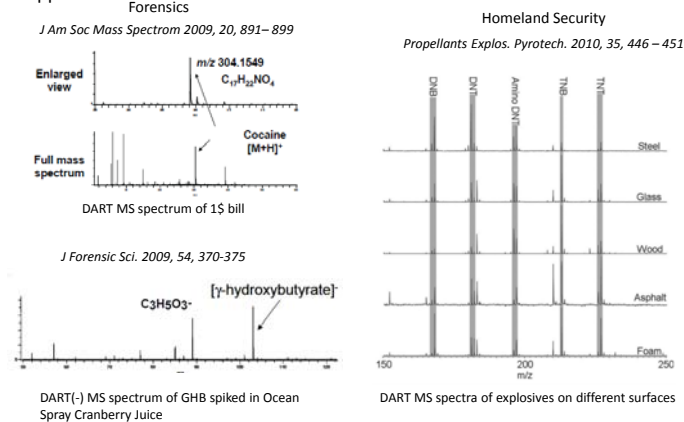 Forensics
J Am Soc Mass Spectrom 2009, 20, 891–899
Enlarged view
m/z 304.1549
C17H22NO4
Full mass spectrum
Cocaine
[M+H]+
DART MS spectrum of 1$ bill
J Forensic Sci. 2009, 54, 370-375
C3H5O3-
[γ-hydroxybutyrate]-
DART(-) MS spectrum of GHB spiked in Ocean
Spray Cranberry Juice
Homeland Security
Propellants Explos. Pyrotech. 2010, 35, 446 – 451
DNB
DNT
Amino DNT
TNB
TNT
Steel
Glass
Wood
Asphalt
Foam
150
200
250
m/z
DART MS spectra of explosives on different surfaces